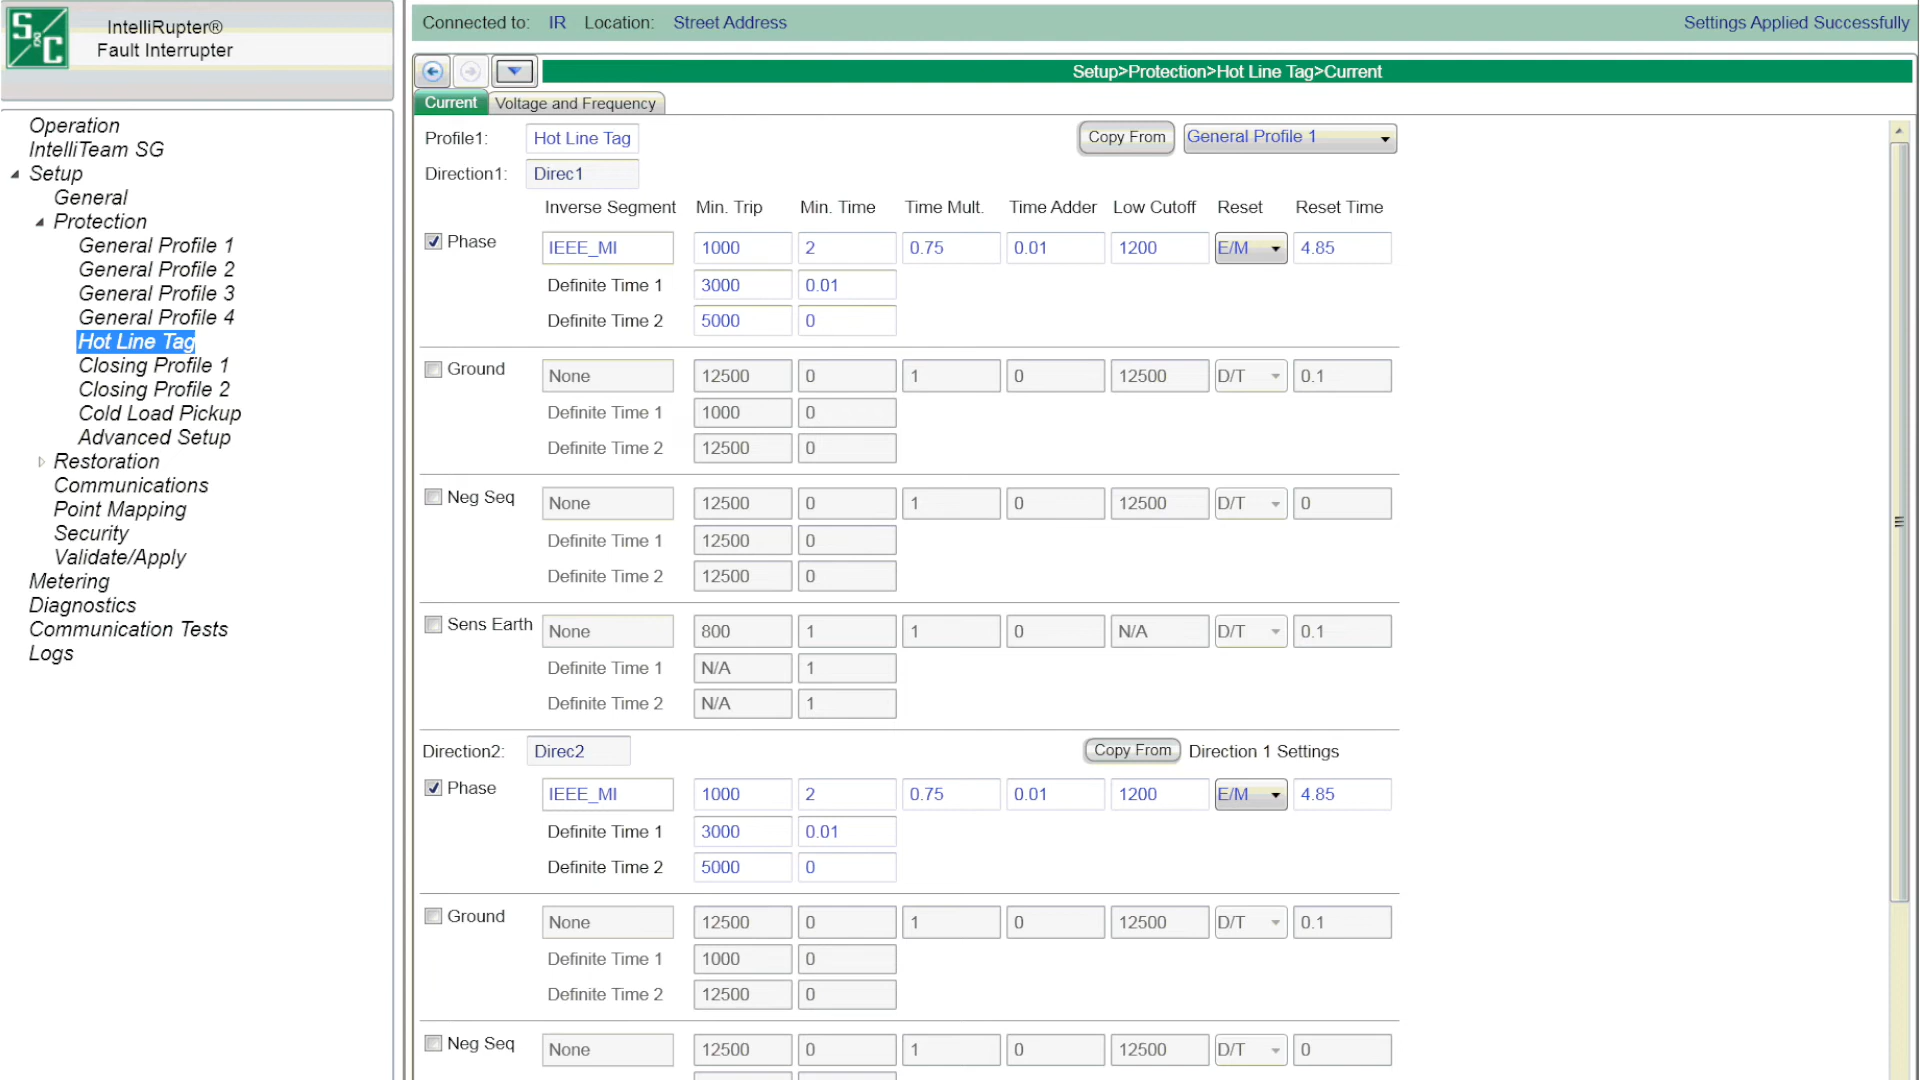 S&C
IntelliRupter®
Fault Interrupter
Connected to: IR Location: Street Address Settings Applied Successfully
Setup>Protection>Hot Line Tag>Current
Current Voltage and Frequency
Operation
IntelliTeam SG
Setup
General
Protection
General Profile 1
General Profile 2
General Profile 3
General Profile 4
Hot Line Tag
Closing Profile 1
Closing Profile 2
Cold Load Pickup
Advanced Setup
Restoration
Communications
Point Mapping
Security
Validate/Apply
Metering
Diagnostics
Communication Tests
Logs
Profile1: Hot Line Tag Copy From General Profile 1
Direction1: Direc1
Inverse Segment Min. Trip Min. Time Time Mult. Time Adder Low Cutoff Reset Reset Time
Phase IEEE_MI 1000 2 0.75 0.01 1200 E/M 4.85
Definite Time 1 3000 0.01
Definite Time 2 5000 0
Ground None 12500 0 1 0 12500 D/T 0.1
Definite Time 1 1000 0
Definite Time 2 12500 0
Neg Seq None 12500 0 1 0 12500 D/T 0
Definite Time 1 12500 0
Definite Time 2 12500 0
Sens Earth None 800 1 1 0 N/A D/T 0.1
Definite Time 1 N/A 1
Definite Time 2 N/A 1
Direction2: Direc2 Copy From Direction 1 Settings
Phase IEEE_MI 1000 2 0.75 0.01 1200 E/M 4.85
Definite Time 1 3000 0.01
Definite Time 2 5000 0
Ground None 12500 0 1 0 12500 D/T 0.1
Definite Time 1 1000 0
Definite Time 2 12500 0
Neg Seq None 12500 0 1 0 12500 D/T 0